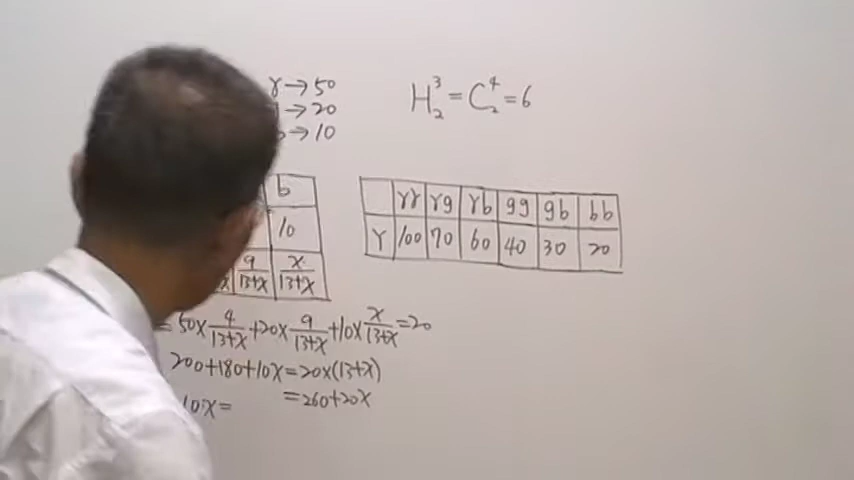 r→50
→20
→10
H³₂=C⁴₂=6
b
10
9/13+x x/13+x
rr rg rb gg gb bb
Y 100 70 60 40 30 20
=50×4/13+x+20×9/13+x+10×x/13+x=20
200+180+10x=20×(13+x)
=260+20x
10x=